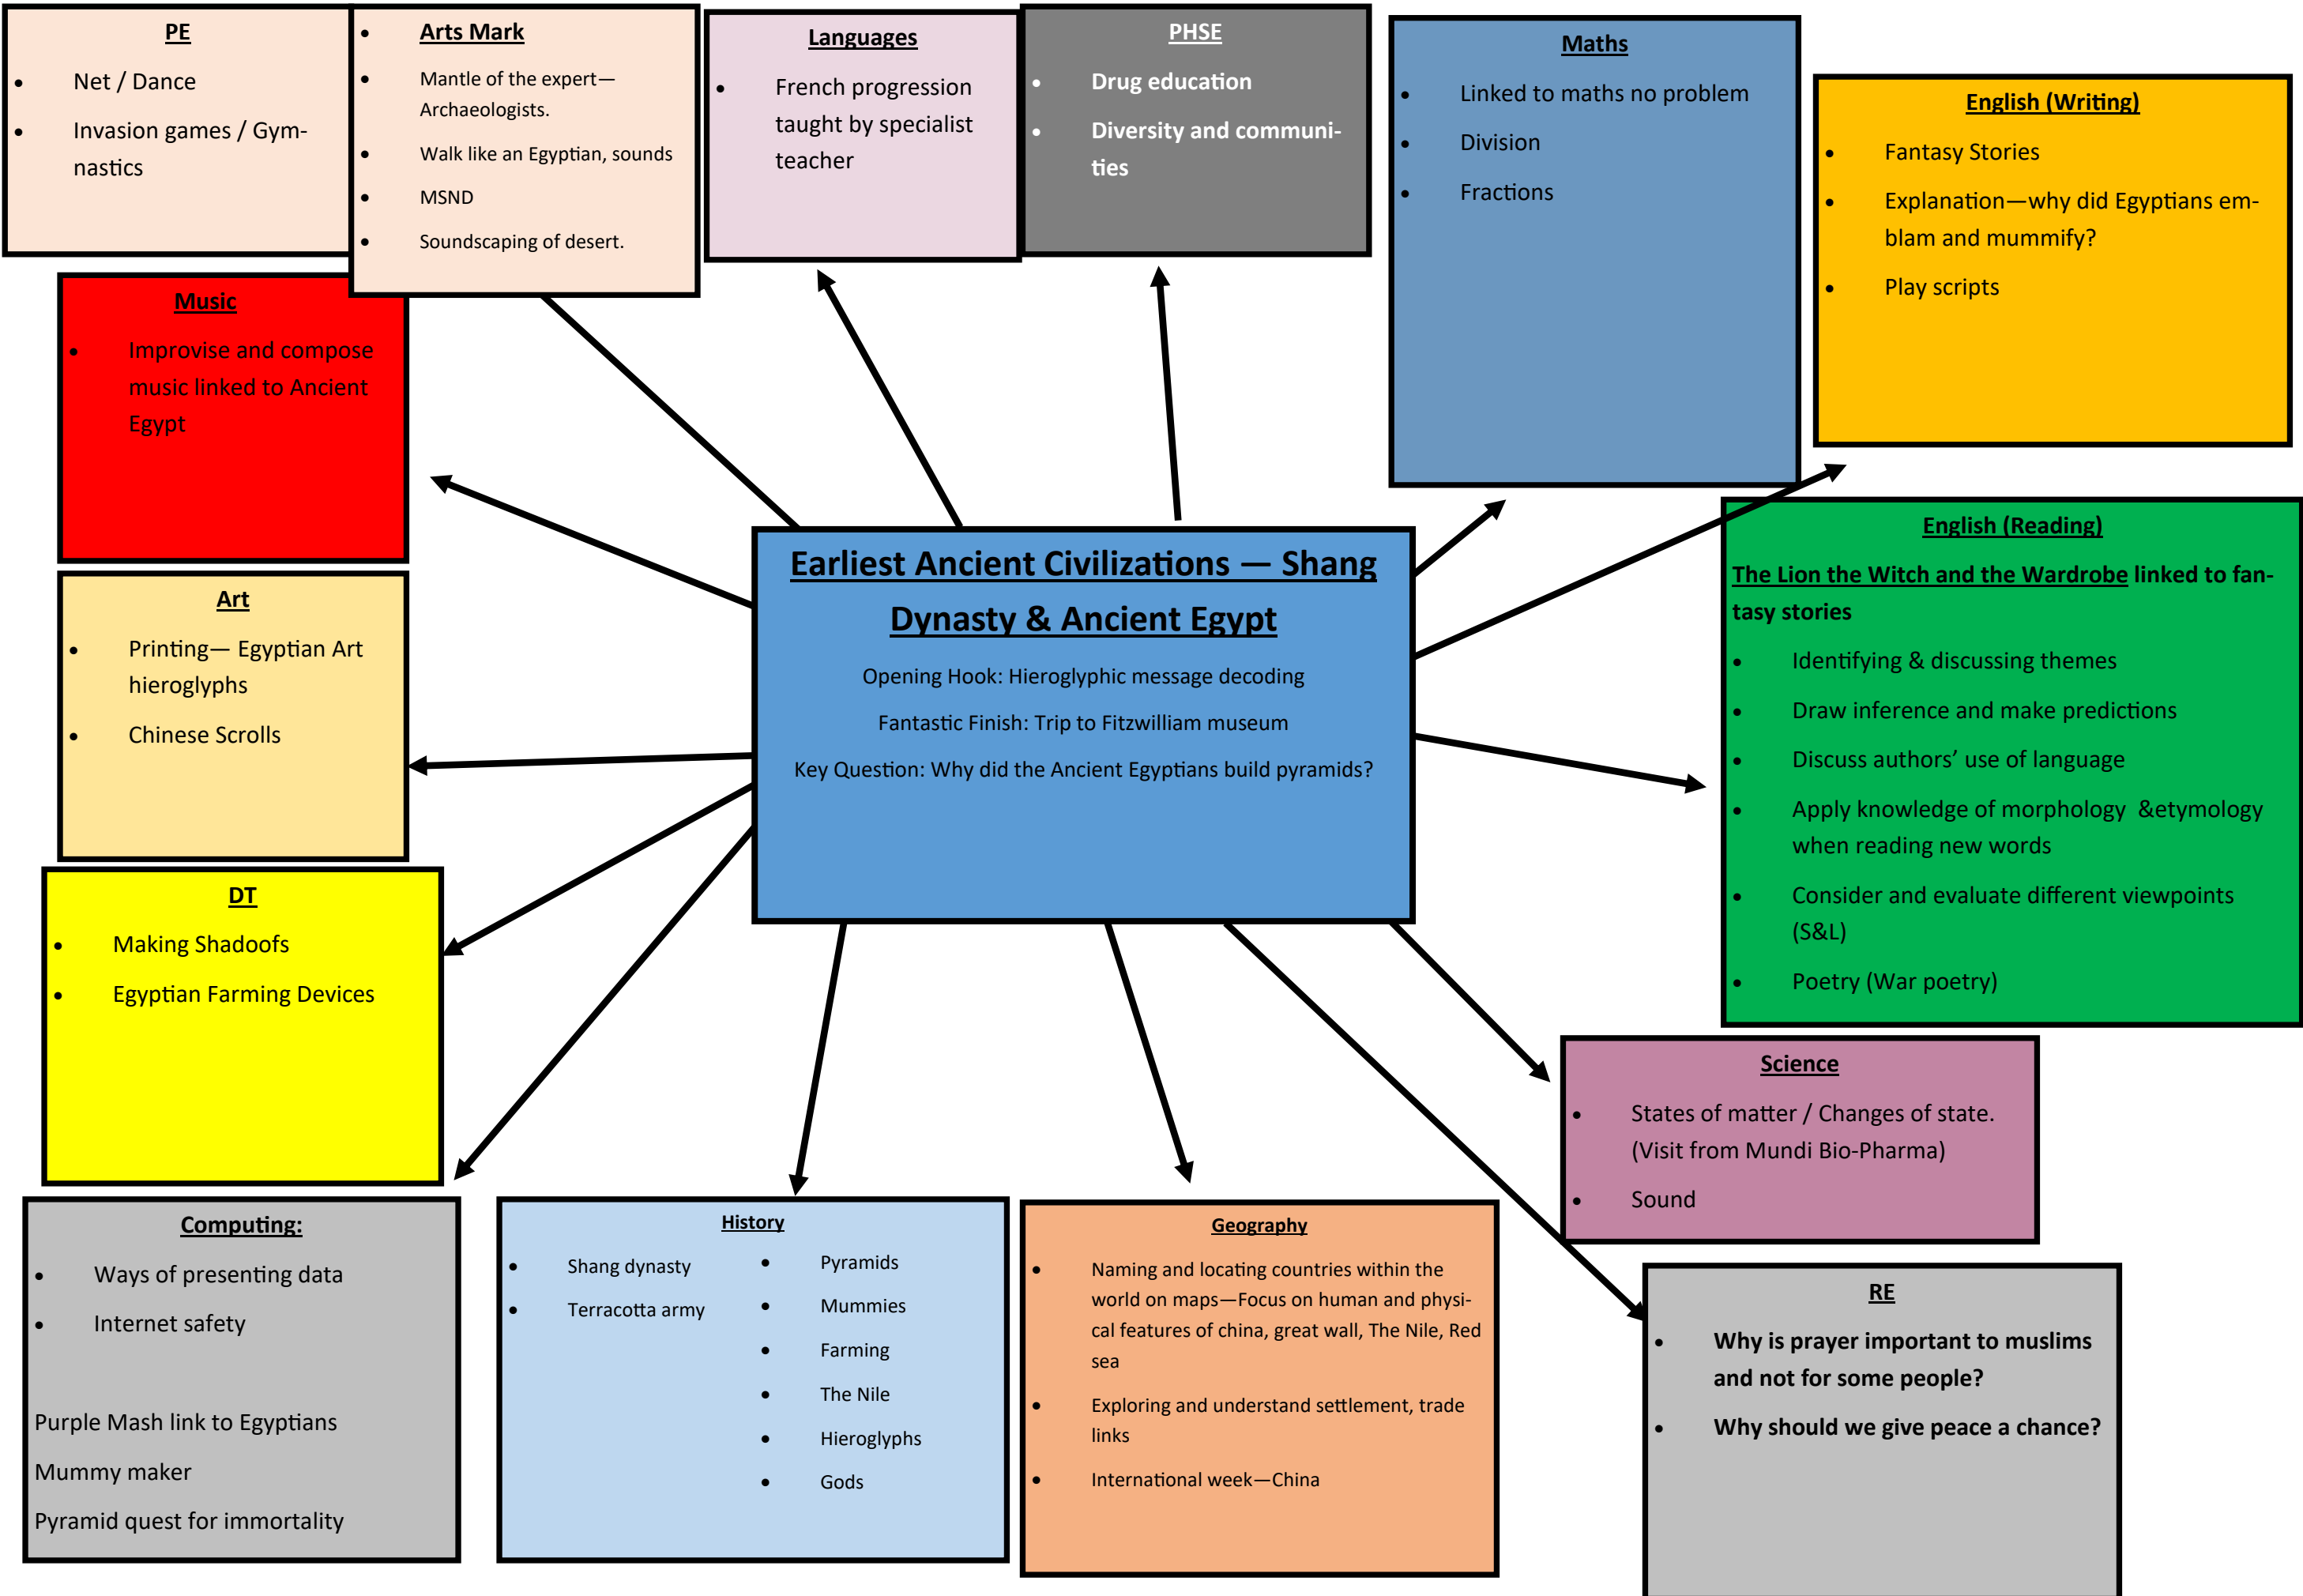 PE
Net / Dance
Invasion games / Gym-
nastics
Arts Mark
Mantle of the expert—
Archaeologists.
Walk like an Egyptian, sounds
MSND
Soundscaping of desert.
Languages
French progression
taught by specialist
teacher
PHSE
Drug education
Diversity and communi-
ties
Maths
Linked to maths no problem
Division
Fractions
English (Writing)
Fantasy Stories
Explanation—why did Egyptians em-
blam and mummify?
Play scripts
Music
Improvise and compose
music linked to Ancient
Egypt
Earliest Ancient Civilizations — Shang
Dynasty & Ancient Egypt
Opening Hook: Hieroglyphic message decoding
Fantastic Finish: Trip to Fitzwilliam museum
Key Question: Why did the Ancient Egyptians build pyramids?
English (Reading)
The Lion the Witch and the Wardrobe linked to fan-
tasy stories
Identifying & discussing themes
Draw inference and make predictions
Discuss authors’ use of language
Apply knowledge of morphology  &etymology
when reading new words
Consider and evaluate different viewpoints
(S&L)
Poetry (War poetry)
Art
Printing— Egyptian Art
hieroglyphs
Chinese Scrolls
DT
Making Shadoofs
Egyptian Farming Devices
Science
States of matter / Changes of state.
(Visit from Mundi Bio-Pharma)
Sound
Computing:
Ways of presenting data
Internet safety
Purple Mash link to Egyptians
Mummy maker
Pyramid quest for immortality
History
Shang dynasty
Terracotta army
Pyramids
Mummies
Farming
The Nile
Hieroglyphs
Gods
Geography
Naming and locating countries within the
world on maps—Focus on human and physi-
cal features of china, great wall, The Nile, Red
sea
Exploring and understand settlement, trade
links
International week—China
RE
Why is prayer important to muslims
and not for some people?
Why should we give peace a chance?